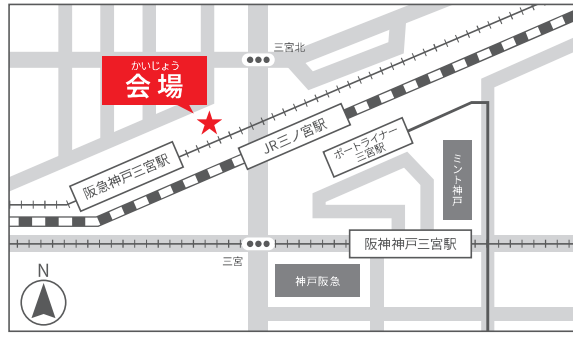 三宮北
かいじょう
会場
JR三ノ宮駅
ポートライナー
三宮駅
阪急神戸三宮駅
ミント神戸
阪神神戸三宮駅
三宮
神戸阪急
N